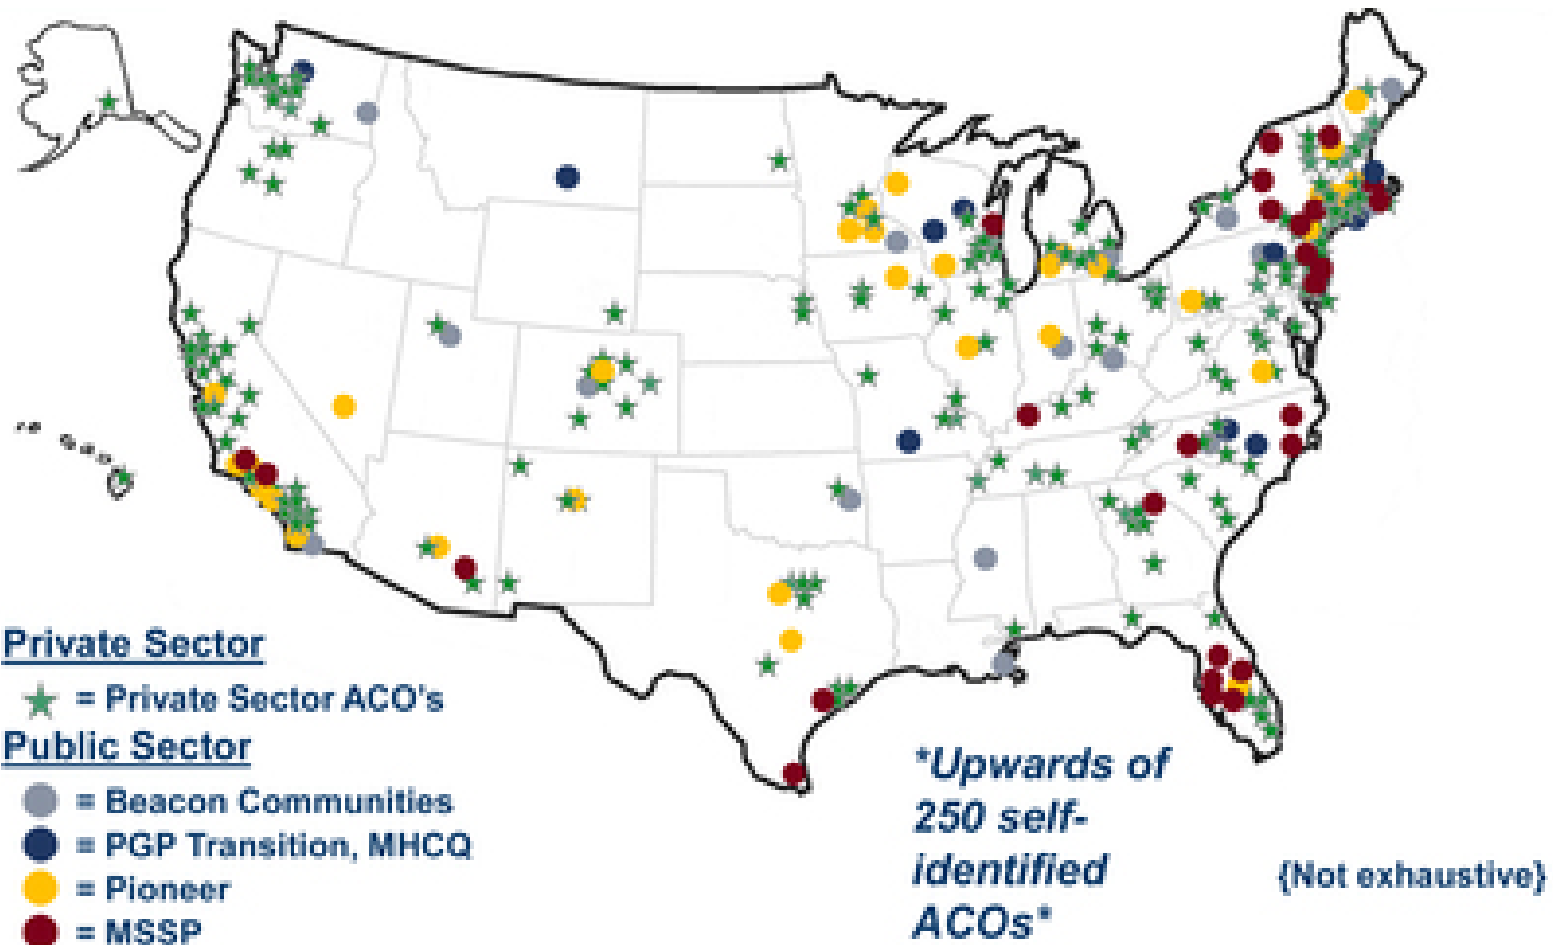 Private Sector
= Private Sector ACO's
Public Sector
= Beacon Communities
= PGP Transition, MHCQ
= Pioneer
= MSSP
*Upwards of
250 self-
identified
ACOs*
{Not exhaustive}